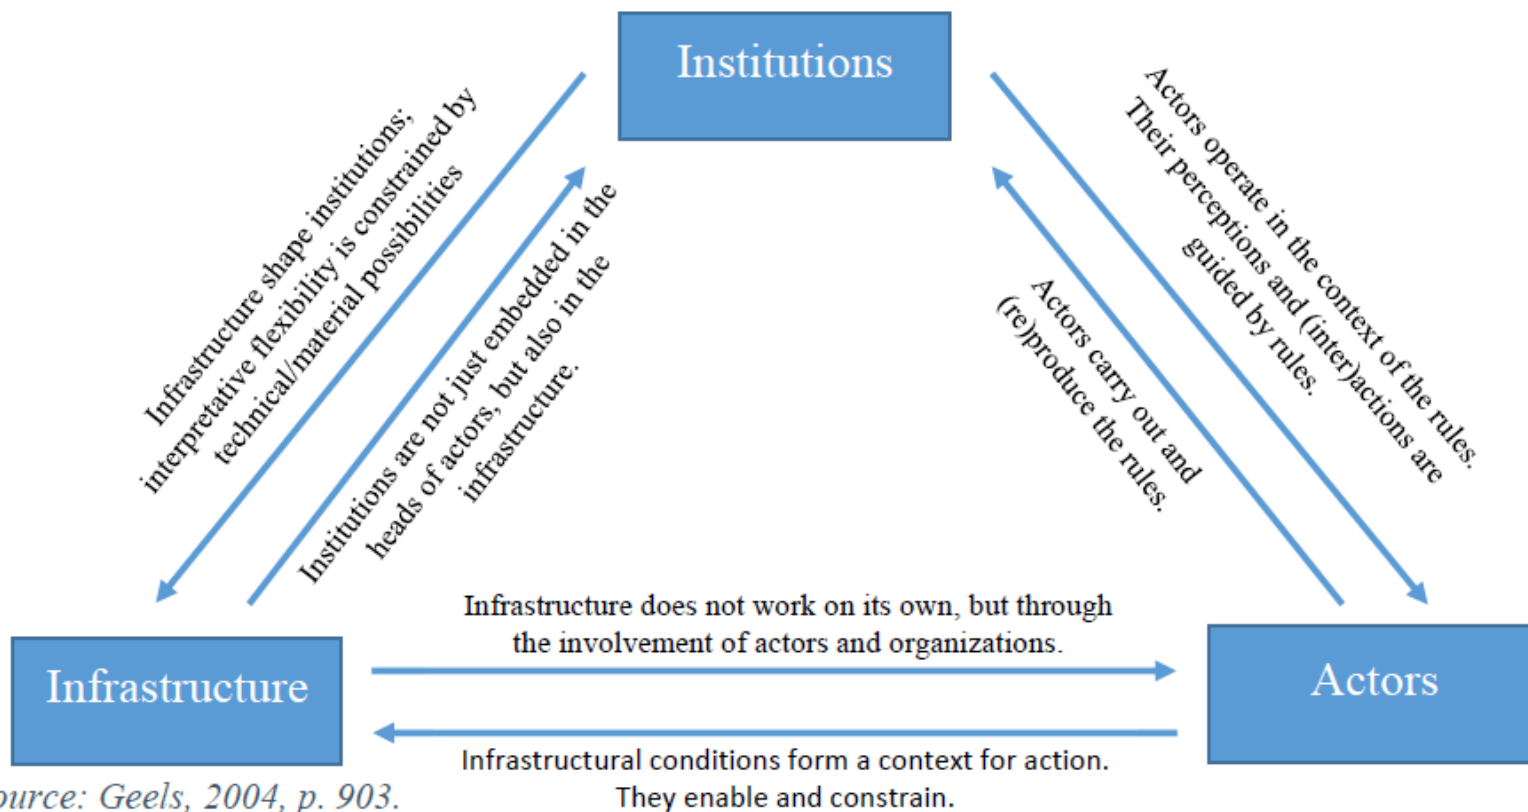 Institutions
Infrastructure shape institutions;
interpretative flexibility is constrained by
technical/material possibilities
Institutions are not just embedded in the
heads of actors, but also in the
infrastructure.
Actors operate in the context of the rules.
Their perceptions and (inter)actions are
guided by rules.
Actors carry out and
(re)produce the rules.
Infrastructure does not work on its own, but through
the involvement of actors and organizations.
Infrastructure
Actors
Infrastructural conditions form a context for action.
They enable and constrain.
ource: Geels, 2004, p. 903.